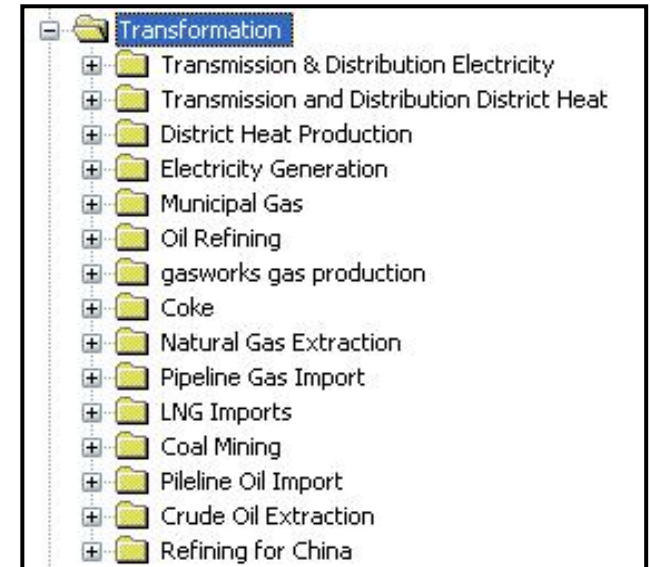 Transformation
Transmission & Distribution Electricity
Transmission and Distribution District Heat
District Heat Production
Electricity Generation
Municipal Gas
Oil Refining
gasworks gas production
Coke
Natural Gas Extraction
Pipeline Gas Import
LNG Imports
Coal Mining
Pileline Oil Import
Crude Oil Extraction
Refining for China